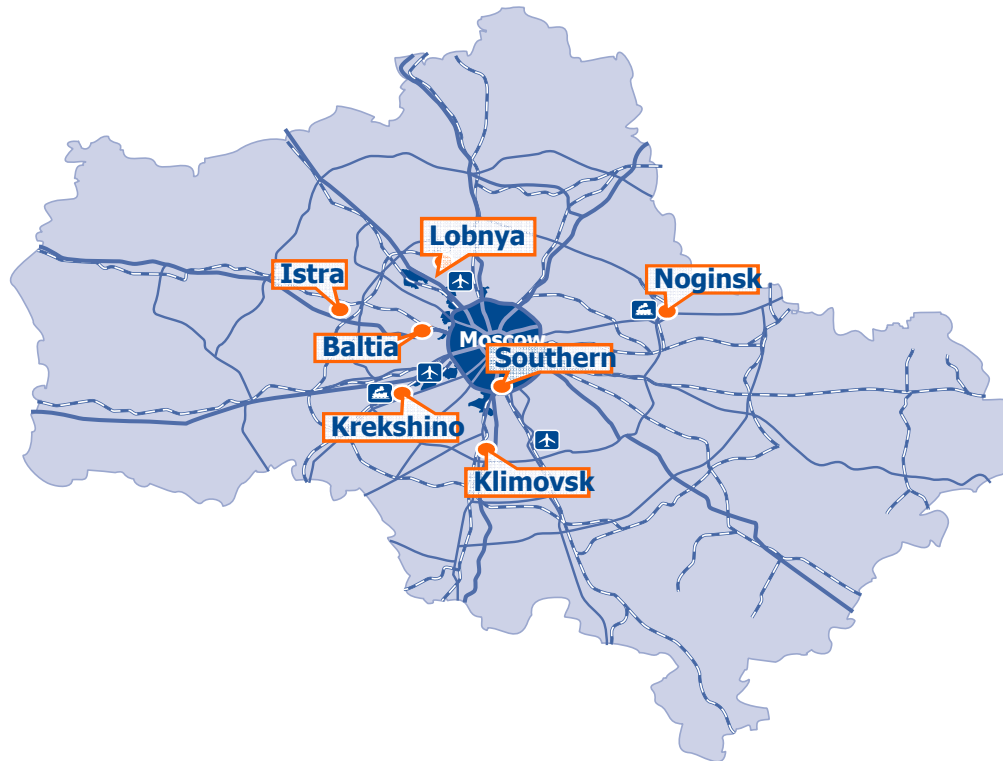 Lobnya
Istra
Noginsk
Baltia
Moscow
Southern
Krekshino
Klimovsk